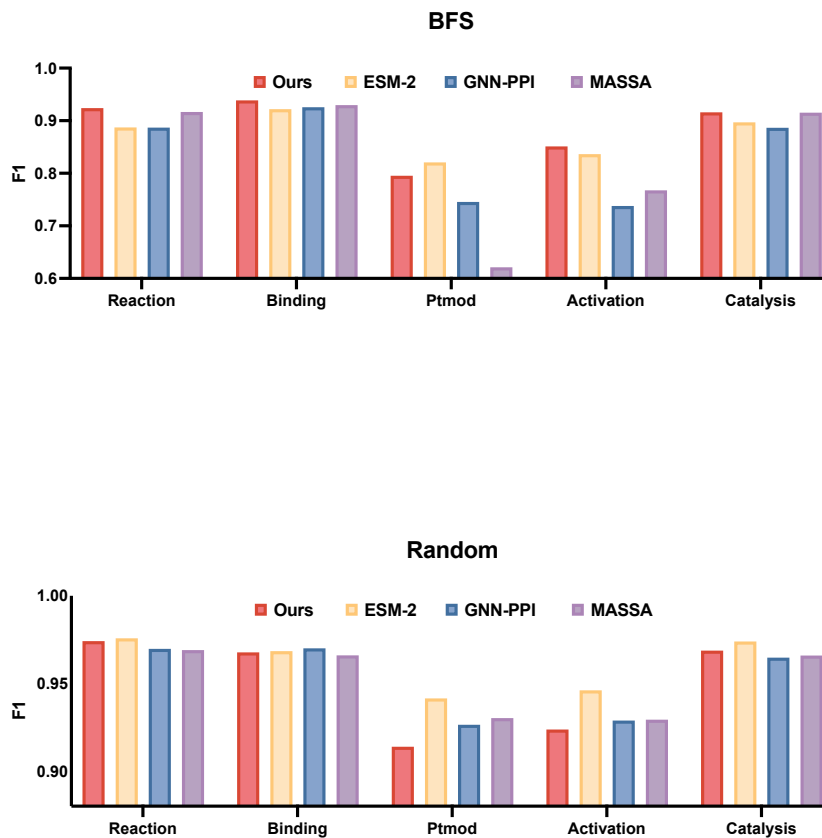 BFS
1.0
Ours ESM-2 GNN-PPI MASSA
0.9
F1
0.8
0.7
0.6
Reaction Binding Ptmod Activation Catalysis
Random
1.00
Ours ESM-2 GNN-PPI MASSA
0.95
F1
0.90
Reaction Binding Ptmod Activation Catalysis